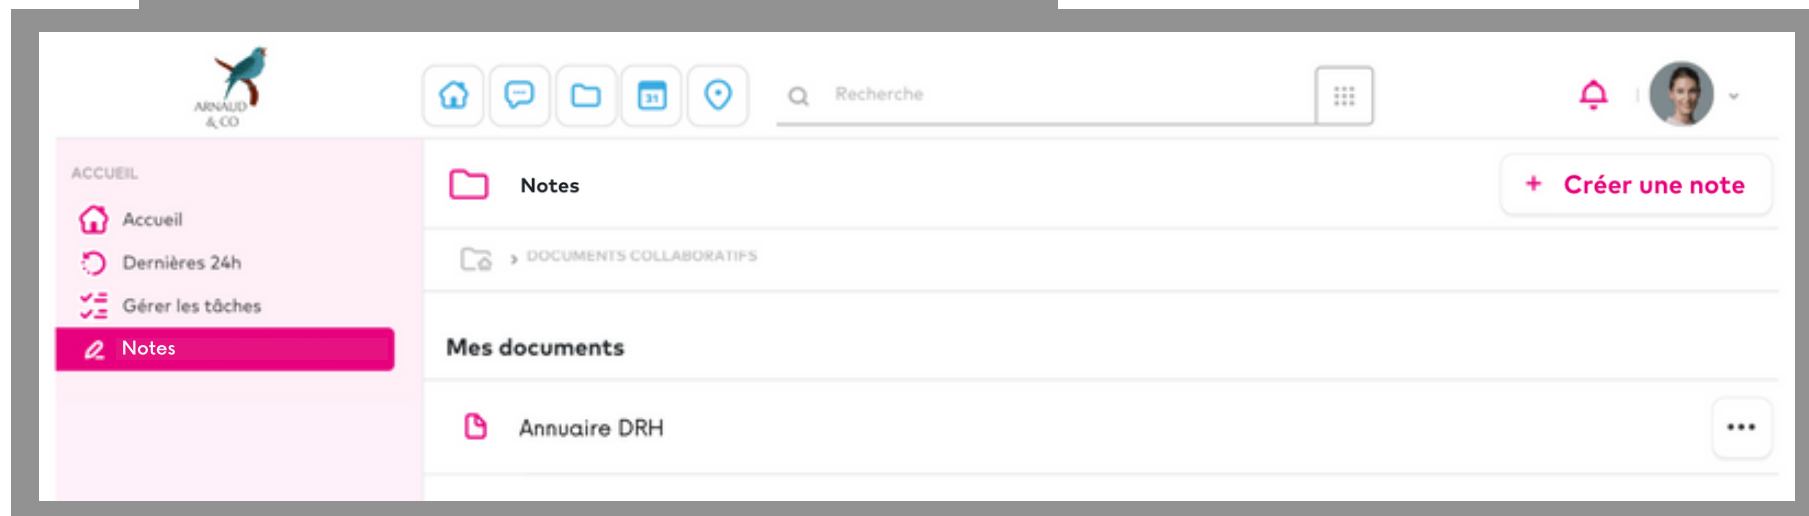 ARNAUD
& CO
31
Recherche
ACCUEIL
Accueil
Dernières 24h
Gérer les tâches
Notes
Notes
+ Créer une note
> DOCUMENTS COLLABORATIFS
Mes documents
Annuaire DRH